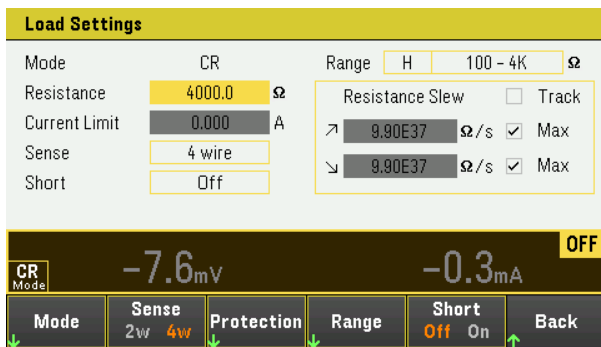 Load Settings
Mode CR Range H 100 - 4K Ω
Resistance 4000.0 Ω Resistance Slew Track
Current Limit 0.000 A 9.90E37 Ω/s Max
Sense 4 wire 9.90E37 Ω/s Max
Short Off
OFF
CR Mode -7.6mV -0.3mA
Mode Sense 2w 4w Protection Range Short Off On Back